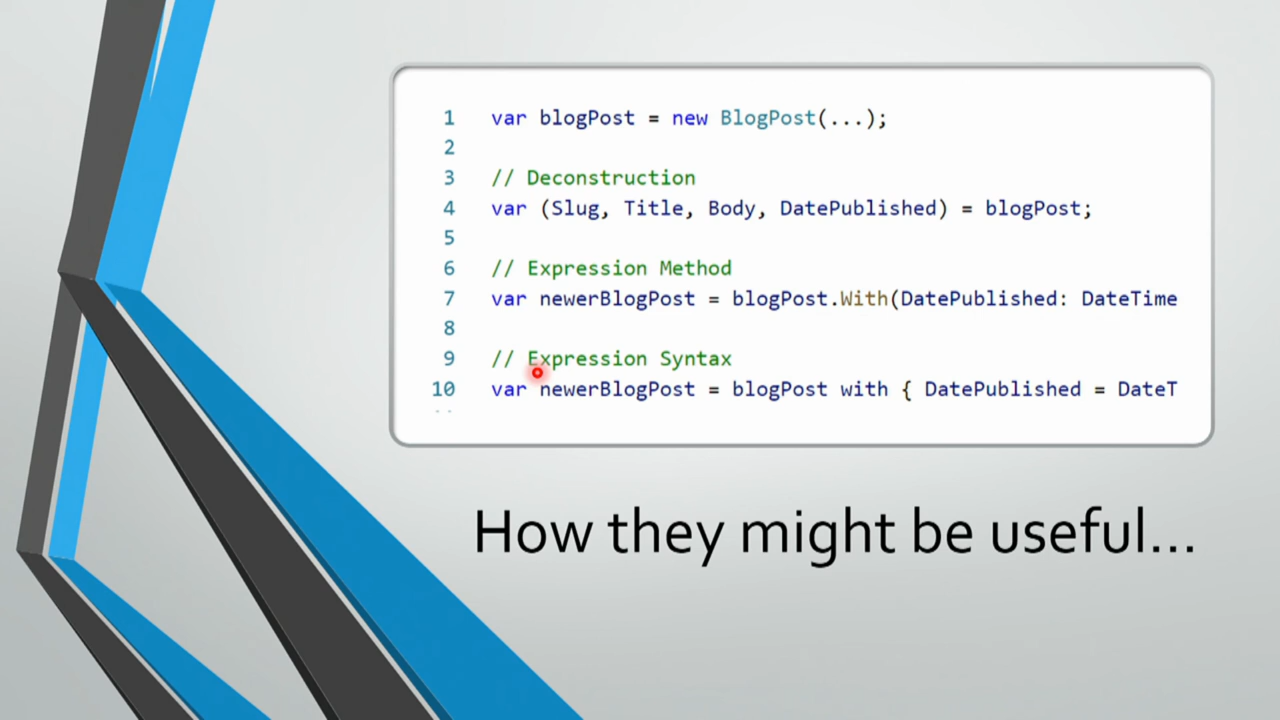 1 var blogPost = new BlogPost(...);
2
3 // Deconstruction
4 var (Slug, Title, Body, DatePublished) = blogPost;
5
6 // Expression Method
7 var newerBlogPost = blogPost.With(DatePublished: DateTime
8
9 // Expression Syntax
10 var newerBlogPost = blogPost with { DatePublished = DateT
How they might be useful...